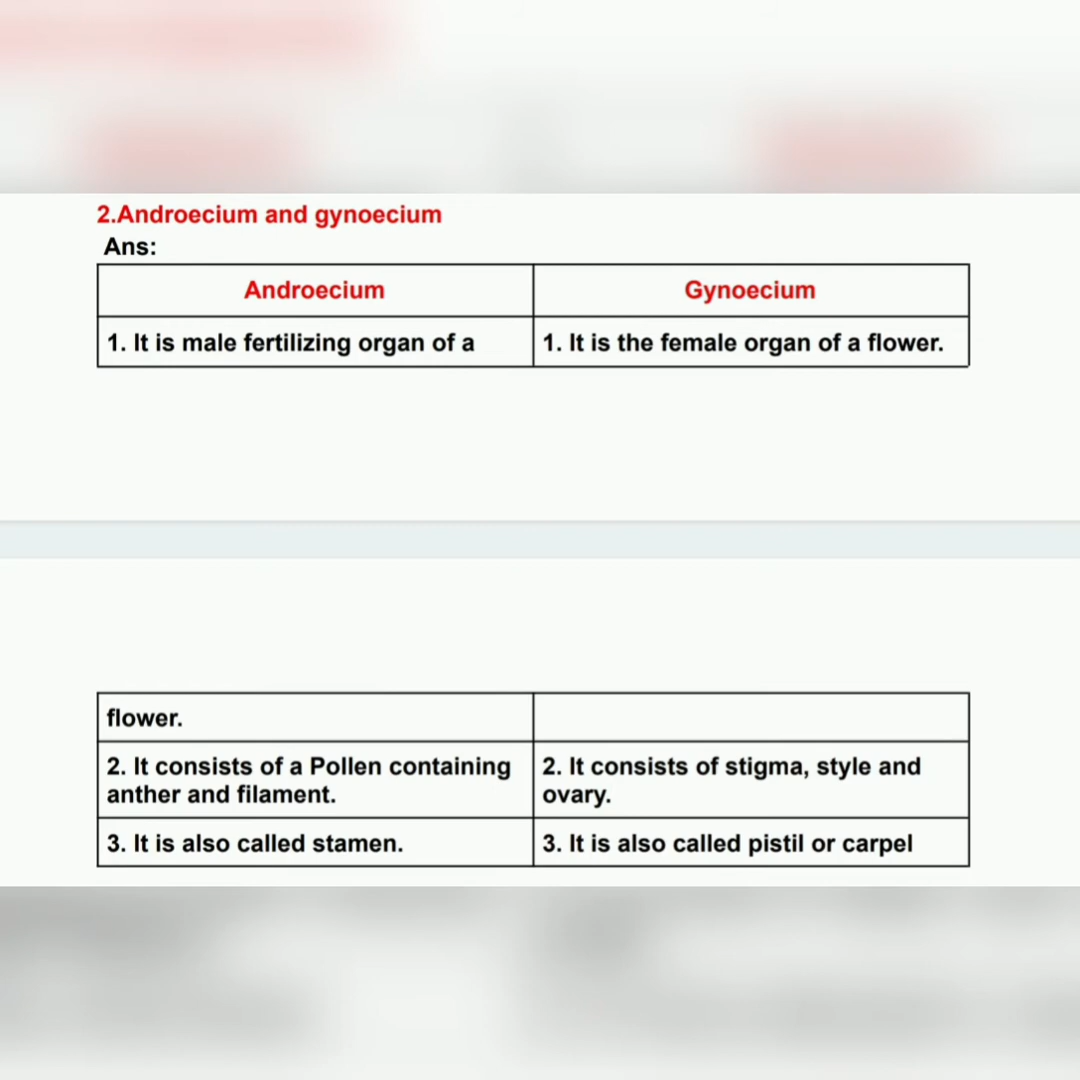 2.Androecium and gynoecium
Ans:
Androecium
Gynoecium
1. It is male fertilizing organ of a
1. It is the female organ of a flower.
flower.
2. It consists of a Pollen containing
anther and filament.
2. It consists of stigma, style and
ovary.
3. It is also called stamen.
3. It is also called pistil or carpel